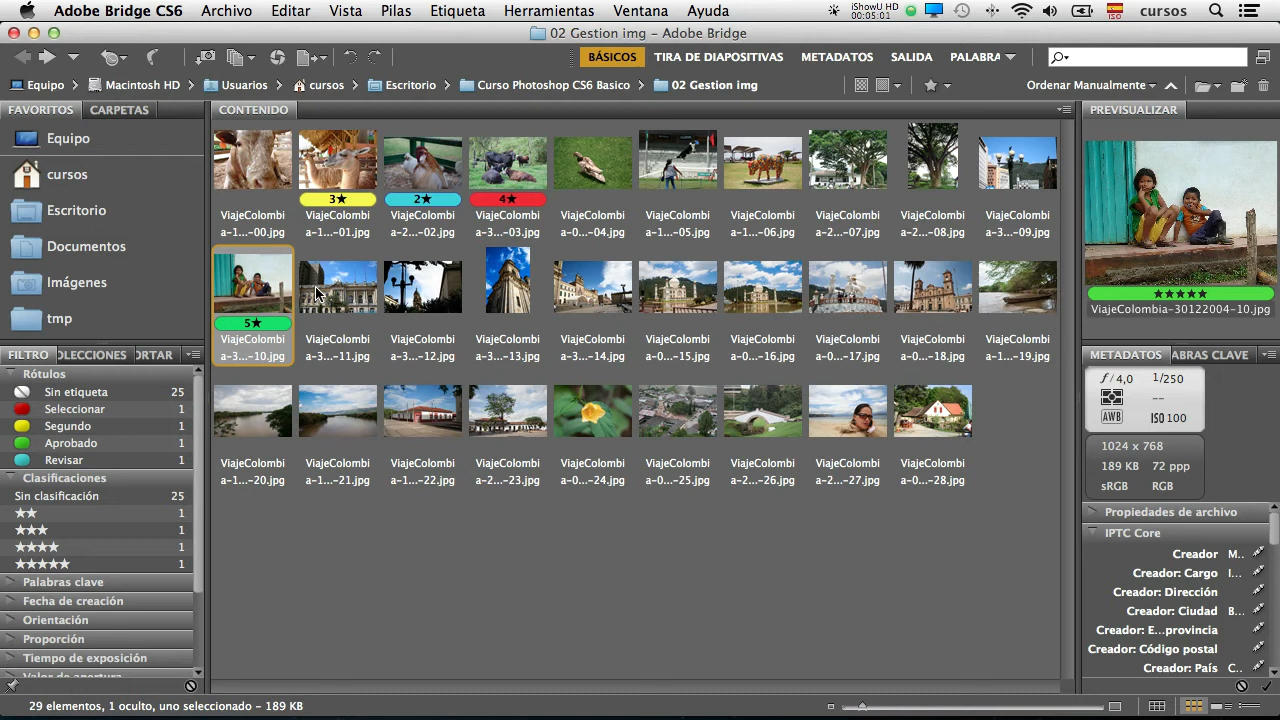 Adobe Bridge CS6 Archivo Editar Vista Pilas Etiqueta Herramientas Ventana Ayuda iShowU HD 00:05:01 ISO cursos
02 Gestion img – Adobe Bridge
BÁSICOS TIRA DE DIAPOSITIVAS METADATOS SALIDA PALABRA
Equipo Macintosh HD Usuarios cursos Escritorio Curso Photoshop CS6 Basico 02 Gestion img Ordenar Manualmente
FAVORITOS CARPETAS
Equipo
cursos
Escritorio
Documentos
Imágenes
tmp
FILTRO OLECCIONES ORTAR
Rótulos
Sin etiqueta 25
Seleccionar 1
Segundo 1
Aprobado 1
Revisar 1
Clasificaciones
Sin clasificación 25
★★ 1
★★★ 1
★★★★ 1
★★★★★ 1
Palabras clave
Fecha de creación
Orientación
Proporción
Tiempo de exposición
Valor de apertura
CONTENIDO
3★ 2★ 4★
ViajeColombi ViajeColombi ViajeColombi ViajeColombi ViajeColombi ViajeColombi ViajeColombi ViajeColombi ViajeColombi ViajeColombi
a-1...-00.jpg a-1...-01.jpg a-2...-02.jpg a-3...-03.jpg a-0...-04.jpg a-1...-05.jpg a-1...-06.jpg a-2...-07.jpg a-2...-08.jpg a-3...-09.jpg
5★
ViajeColombi ViajeColombi ViajeColombi ViajeColombi ViajeColombi ViajeColombi ViajeColombi ViajeColombi ViajeColombi ViajeColombi
a-3...-10.jpg a-3...-11.jpg a-3...-12.jpg a-3...-13.jpg a-3...-14.jpg a-0...-15.jpg a-0...-16.jpg a-0...-17.jpg a-0...-18.jpg a-1...-19.jpg
ViajeColombi ViajeColombi ViajeColombi ViajeColombi ViajeColombi ViajeColombi ViajeColombi ViajeColombi ViajeColombi
a-1...-20.jpg a-1...-21.jpg a-1...-22.jpg a-2...-23.jpg a-0...-24.jpg a-0...-25.jpg a-2...-26.jpg a-2...-27.jpg a-0...-28.jpg
PREVISUALIZAR
★★★★★
ViajeColombia-30122004-10.jpg
METADATOS ABRAS CLAVE
ƒ/4,0 1/250
--
AWB ISO 100
1024 x 768
189 KB 72 ppp
sRGB RGB
Propiedades de archivo
IPTC Core
Creador M..
Creador: Cargo I...
Creador: Dirección
Creador: Ciudad B...
Creador: E...provincia
Creador: Código postal
Creador: País C...
29 elementos, 1 oculto, uno seleccionado – 189 KB